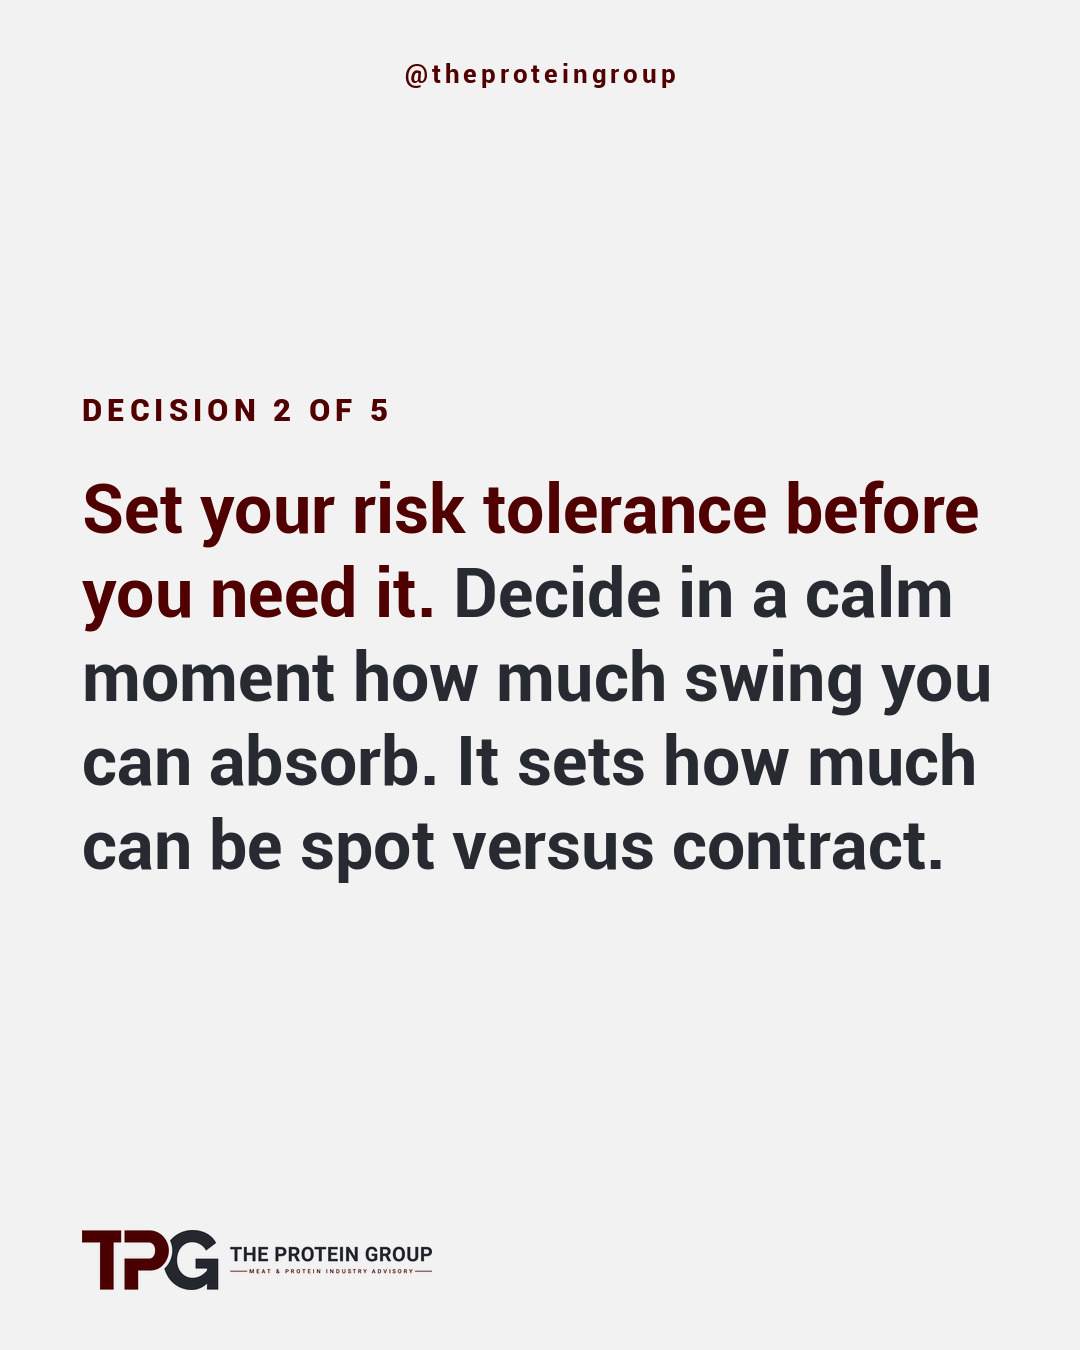 @theproteingroup
DECISION 2 OF 5
Set your risk tolerance before
you need it. Decide in a calm
moment how much swing you
can absorb. It sets how much
can be spot versus contract.
TPG
THE PROTEIN GROUP
MEAT & PROTEIN INDUSTRY ADVISORY